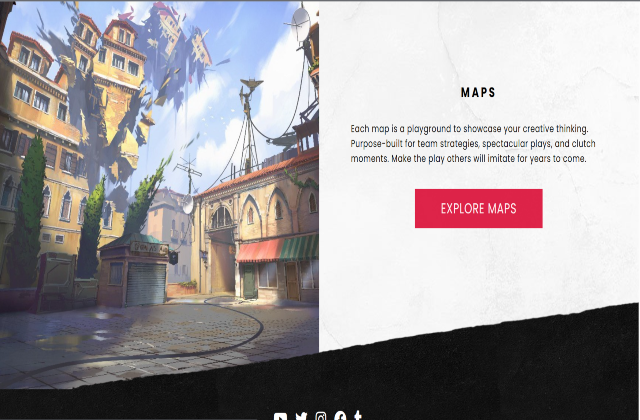 MAPS
Each map is a playground to showcase your creative thinking.
Purpose-built for team strategies, spectacular plays, and clutch
moments. Make the play others will imitate for years to come.
EXPLORE MAPS